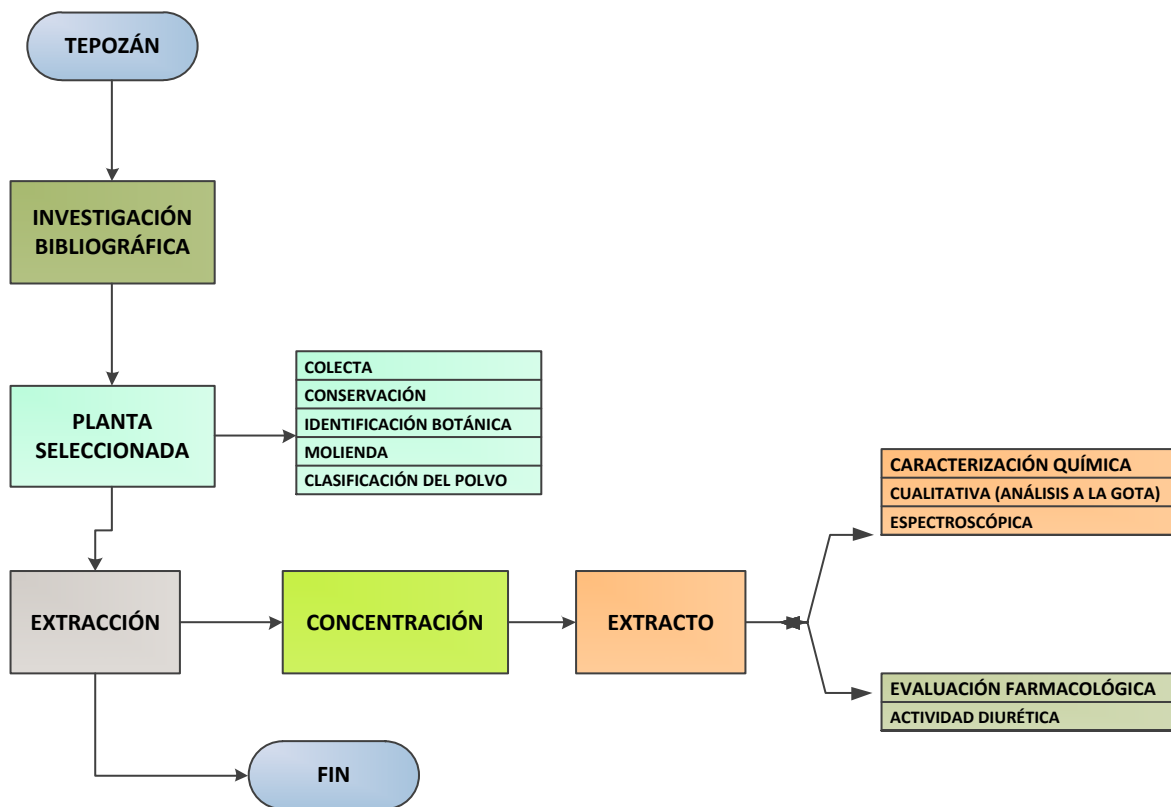 TEPOZÁN
INVESTIGACIÓN
BIBLIOGRÁFICA
PLANTA
SELECCIONADA
COLECTA
CONSERVACIÓN
IDENTIFICACIÓN BOTÁNICA
MOLIENDA
CLASIFICACIÓN DEL POLVO
EXTRACCIÓN
CONCENTRACIÓN
EXTRACTO
CARACTERIZACIÓN QUÍMICA
CUALITATIVA (ANÁLISIS A LA GOTA)
ESPECTROSCÓPICA
EVALUACIÓN FARMACOLÓGICA
ACTIVIDAD DIURÉTICA
FIN